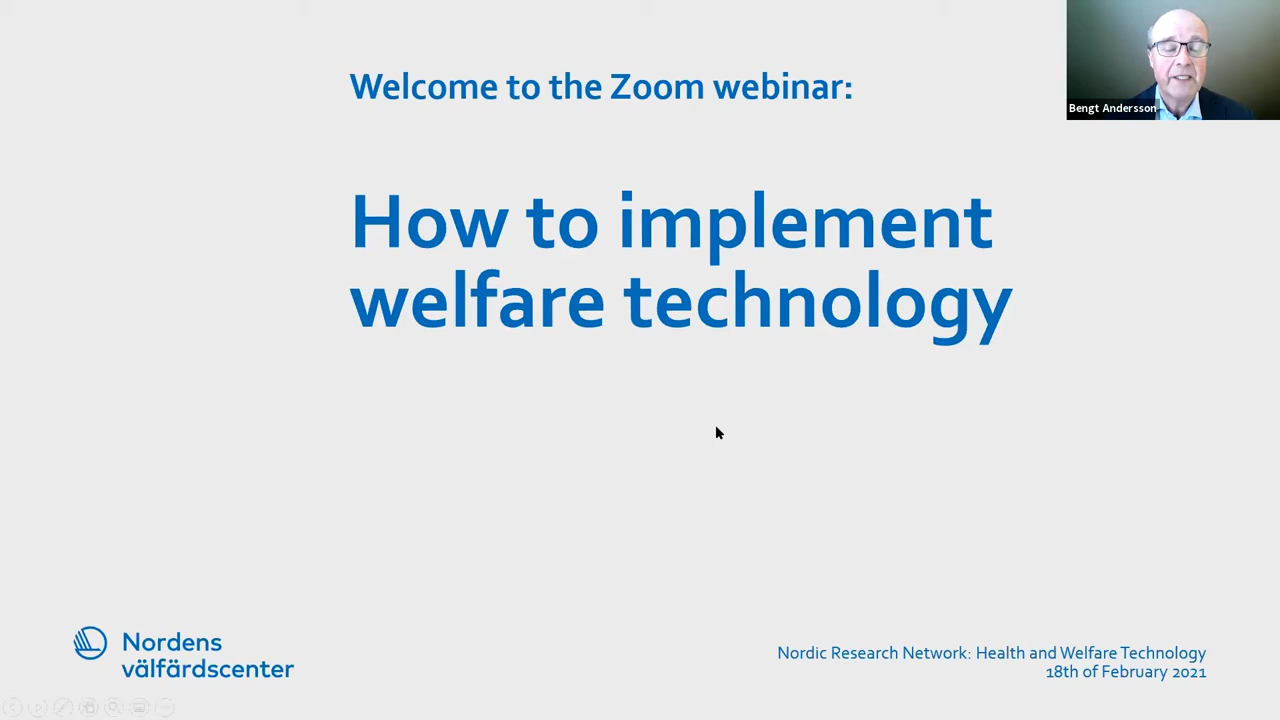 Welcome to the Zoom webinar:
Bengt Andersson
How to implement
welfare technology
Nordens
välfärdscenter
Nordic Research Network: Health and Welfare Technology
18th of February 2021